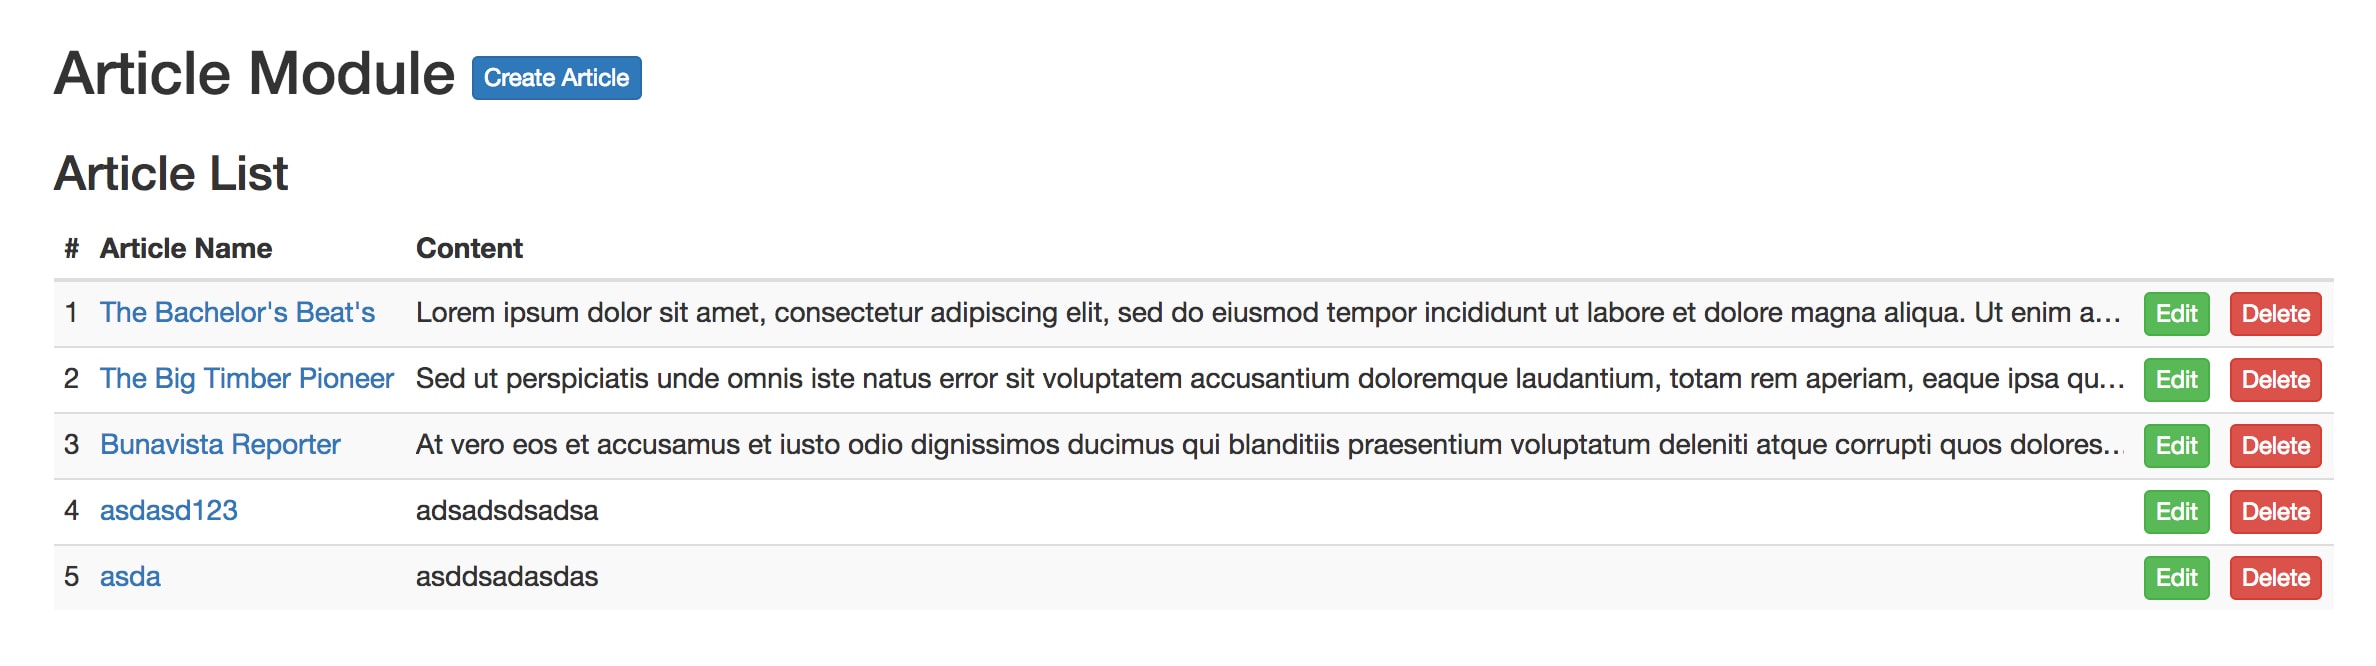 Article Module Create Article
Article List
# Article Name Content
1 The Bachelor's Beat's Lorem ipsum dolor sit amet, consectetur adipiscing elit, sed do eiusmod tempor incididunt ut labore et dolore magna aliqua. Ut enim a... Edit Delete
2 The Big Timber Pioneer Sed ut perspiciatis unde omnis iste natus error sit voluptatem accusantium doloremque laudantium, totam rem aperiam, eaque ipsa qu... Edit Delete
3 Bunavista Reporter At vero eos et accusamus et iusto odio dignissimos ducimus qui blanditiis praesentium voluptatum deleniti atque corrupti quos dolores... Edit Delete
4 asdasd123 adsadsdsadsa Edit Delete
5 asda asddsadasdas Edit Delete